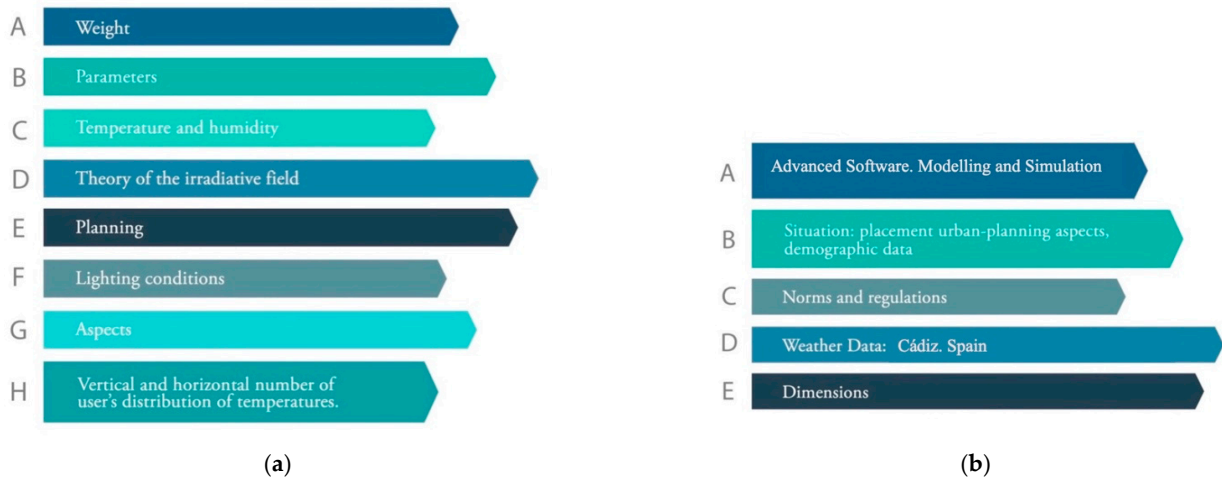 A Weight
B Parameters
C Temperature and humidity
D Theory of the irradiative field
E Planning
F Lighting conditions
G Aspects
H Vertical and horizontal number of
user's distribution of temperatures.
(a)
A Advanced Software. Modelling and Simulation
B Situation: placement urban-planning aspects,
demographic data
C Norms and regulations
D Weather Data: Cádiz. Spain
E Dimensions
(b)